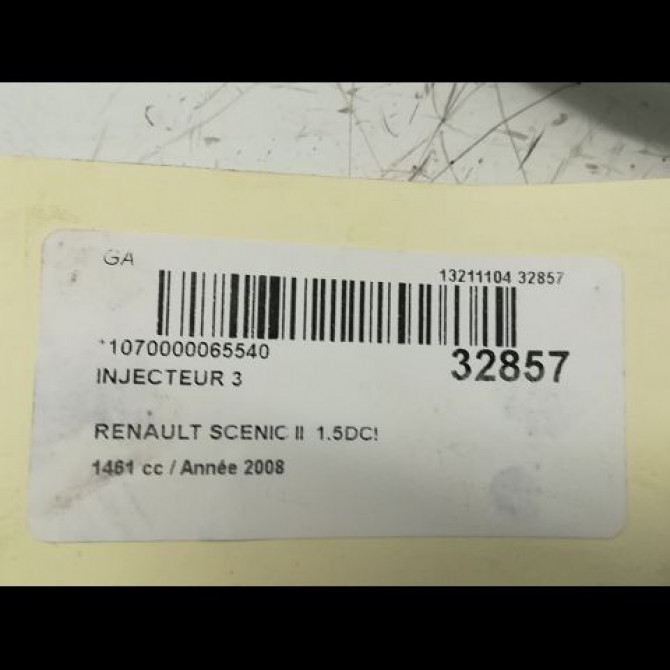 GA
13211104 32857
*1070000065540
32857
INJECTEUR 3
RENAULT SCENIC II 1.5DCI
1461 cc / Année 2008